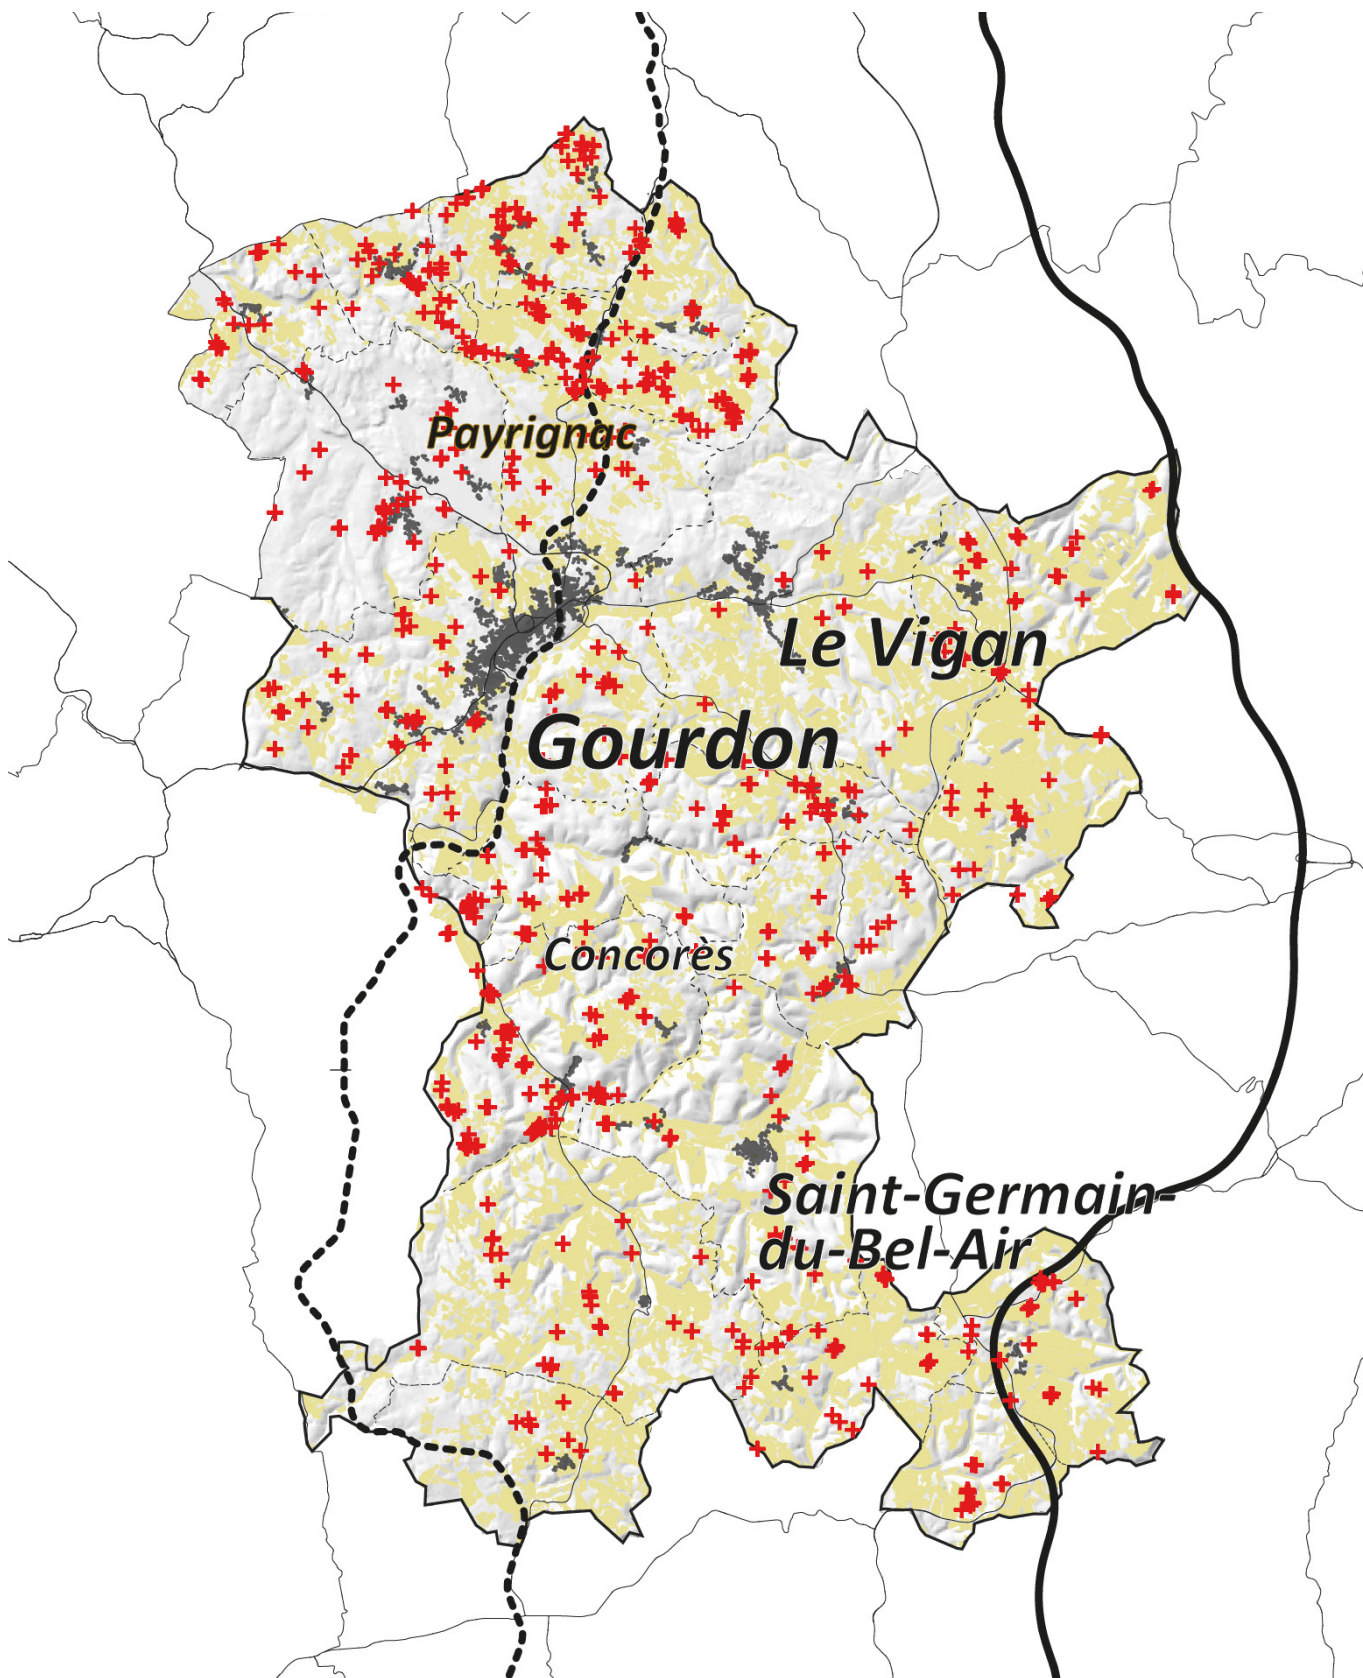 Payrignac
Le Vigan
Gourdon
Concorès
Saint-Germain-
du-Bel-Air